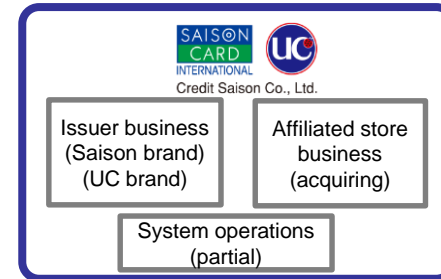 SAISON
CARD
INTERNATIONAL
UC
Credit Saison Co., Ltd.
Issuer business
(Saison brand)
(UC brand)
Affiliated store
business
(acquiring)
System operations
(partial)